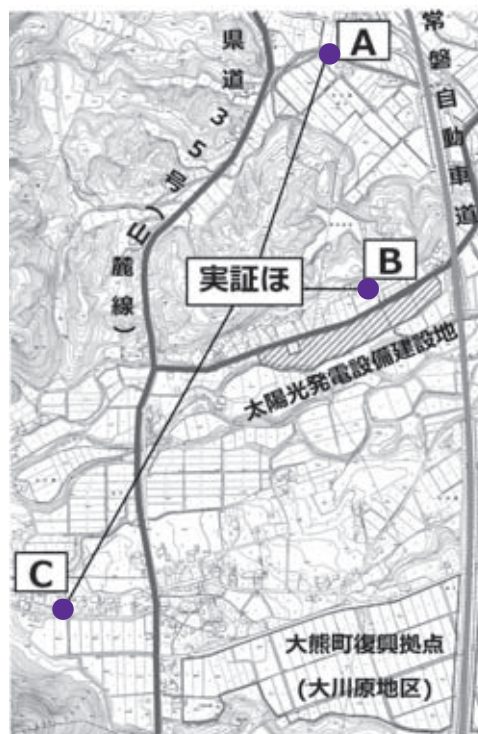 A
県道35号(山麓線)
常磐自動車道
B
実証ほ
太陽光発電設備建設地
C
大熊町復興拠点
(大川原地区)